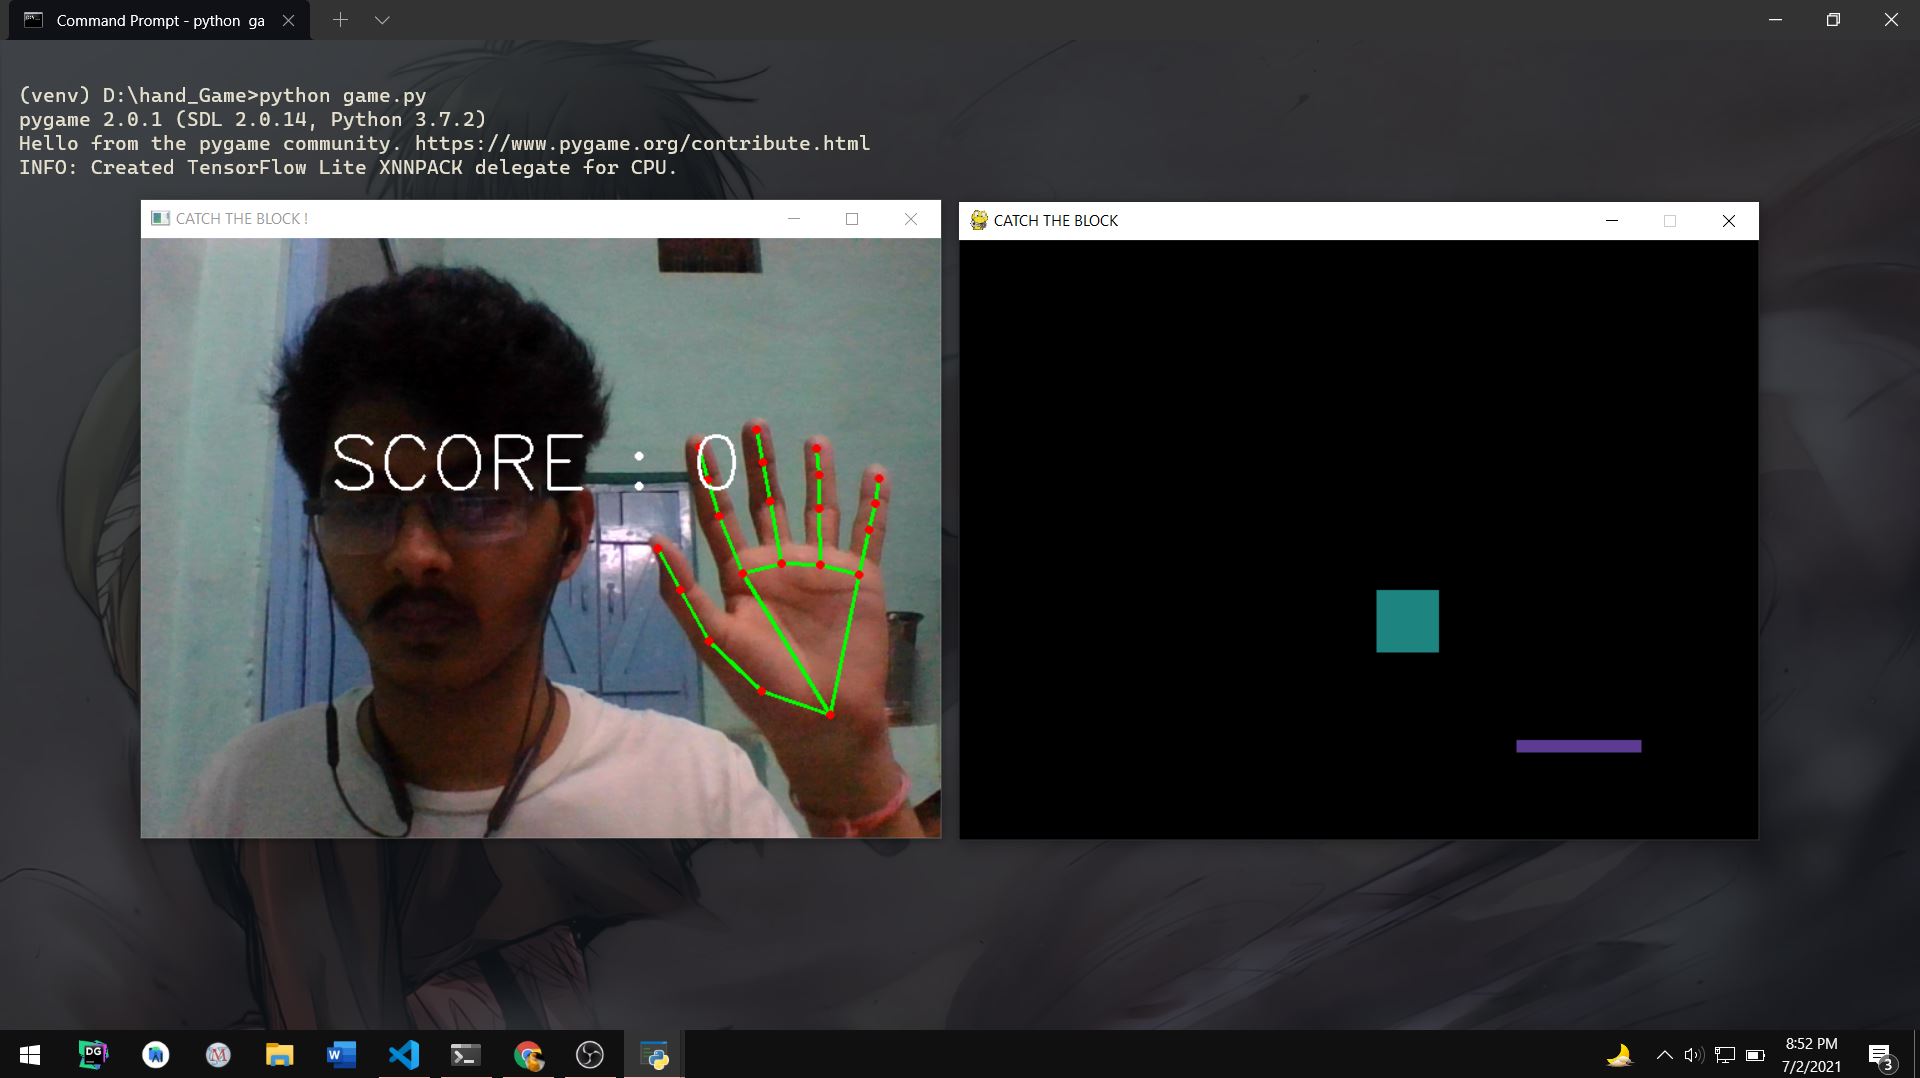 Command Prompt - python ga
(venv) D:\hand_Game>python game.py
pygame 2.0.1 (SDL 2.0.14, Python 3.7.2)
Hello from the pygame community. https://www.pygame.org/contribute.html
INFO: Created TensorFlow Lite XNNPACK delegate for CPU.
CATCH THE BLOCK !
CATCH THE BLOCK
SCORE : 0
DG
M
W
8:52 PM
7/2/2021
3